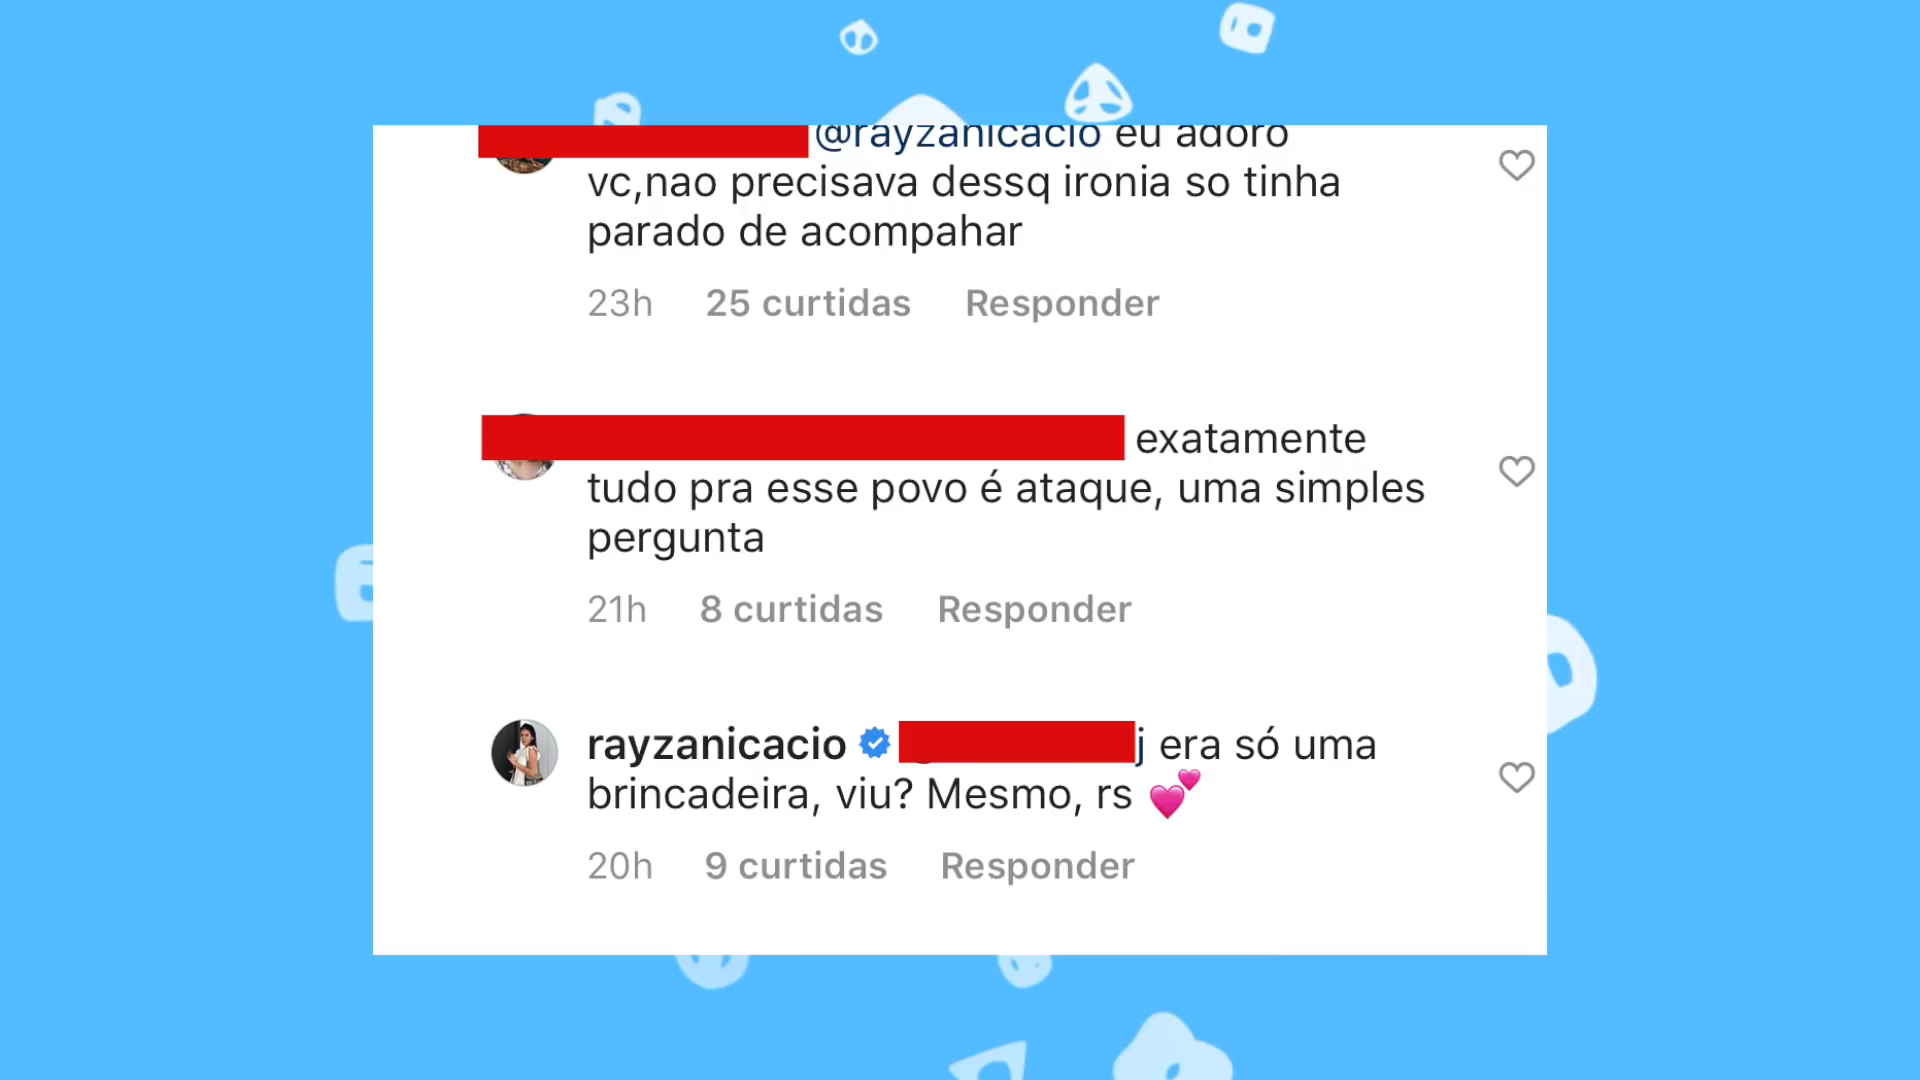 @rayzanicacio eu adoro
vc,nao precisava dessq ironia so tinha
parado de acompahar
23h 25 curtidas Responder
exatamente
tudo pra esse povo é ataque, uma simples
pergunta
21h 8 curtidas Responder
rayzanicacio j era só uma
brincadeira, viu? Mesmo, rs 💕
20h 9 curtidas Responder